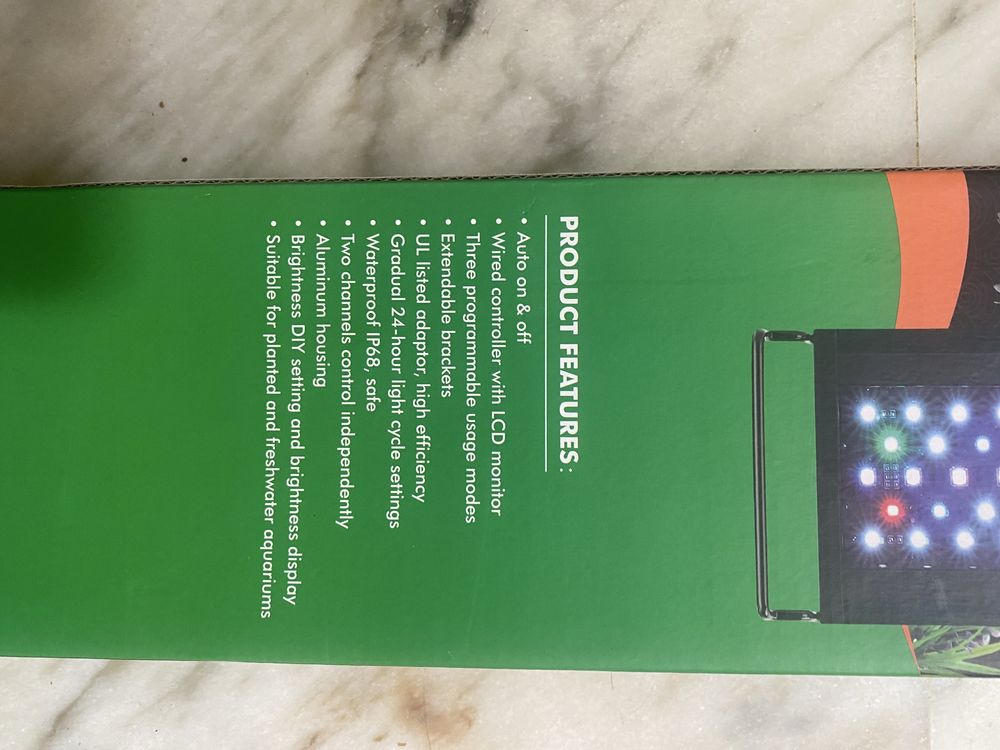 PRODUCT FEATURES:
• Auto on & off
• Wired controller with LCD monitor
• Three programmable usage modes
• Extendable brackets
• UL listed adaptor, high efficiency
• Gradual 24-hour light cycle settings
• Waterproof IP68, safe
• Two channels control independently
• Aluminum housing
• Brightness DIY setting and brightness display
• Suitable for planted and freshwater aquariums